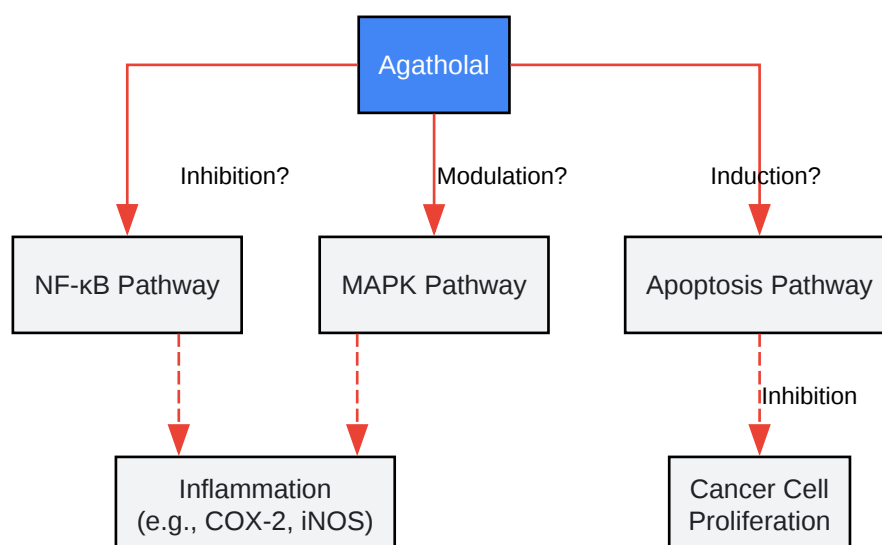 Agatholal
Inhibition?
Modulation?
Induction?
NF-κB Pathway
MAPK Pathway
Apoptosis Pathway
Inhibition
Inflammation
(e.g., COX-2, iNOS)
Cancer Cell
Proliferation